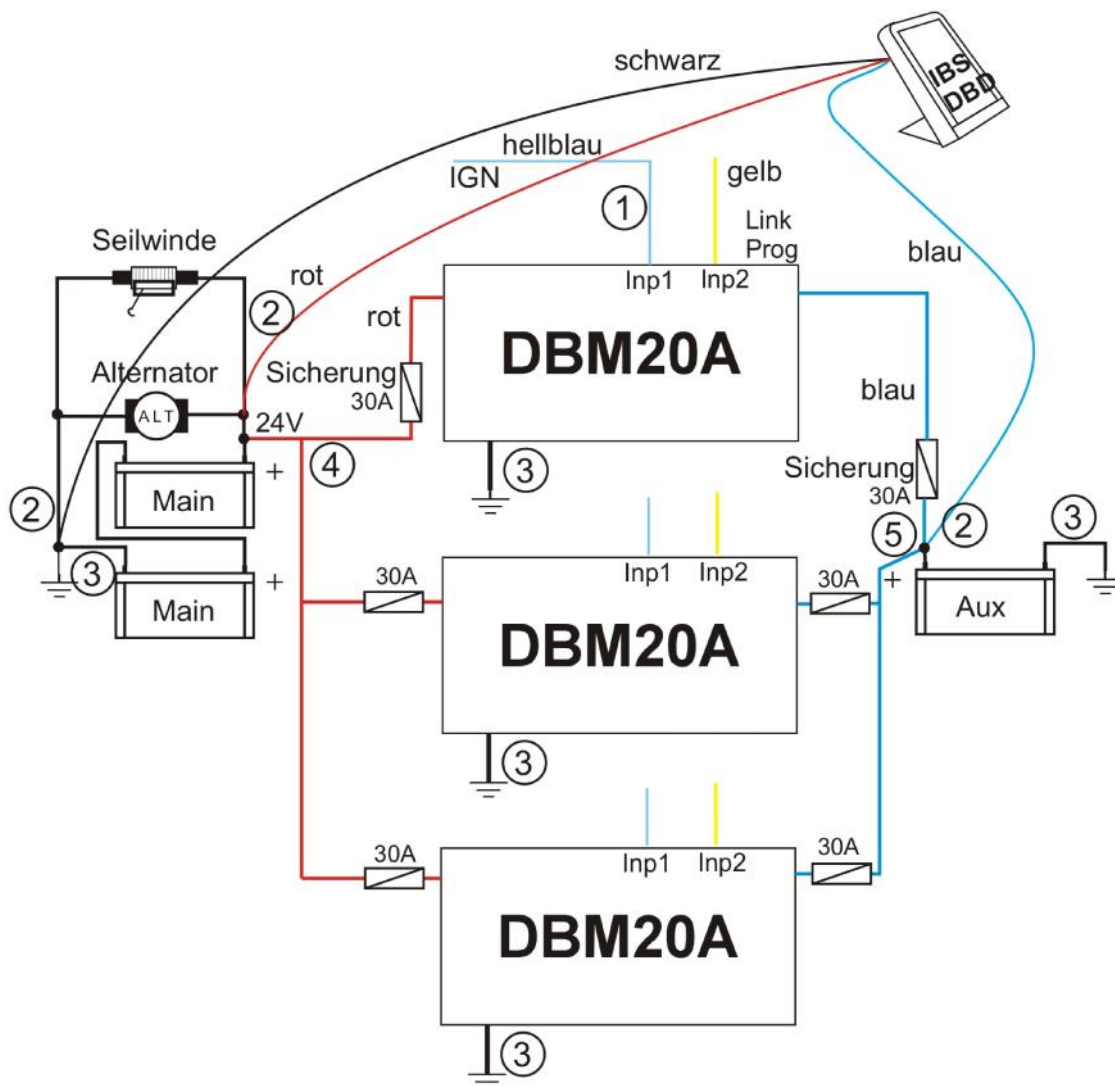 schwarz
IBS
DBD
hellblau
IGN
gelb
1
Link
Prog
Seilwinde
rot
blau
2
Inp1 Inp2
rot
DBM20A
Alternator
Sicherung
30A
ALT
24V
blau
4
3
+
Main
Sicherung
30A
2
5
2
3
3
+
Main
30A
Inp1 Inp2
30A
+
Aux
DBM20A
3
30A
Inp1 Inp2
30A
DBM20A
3